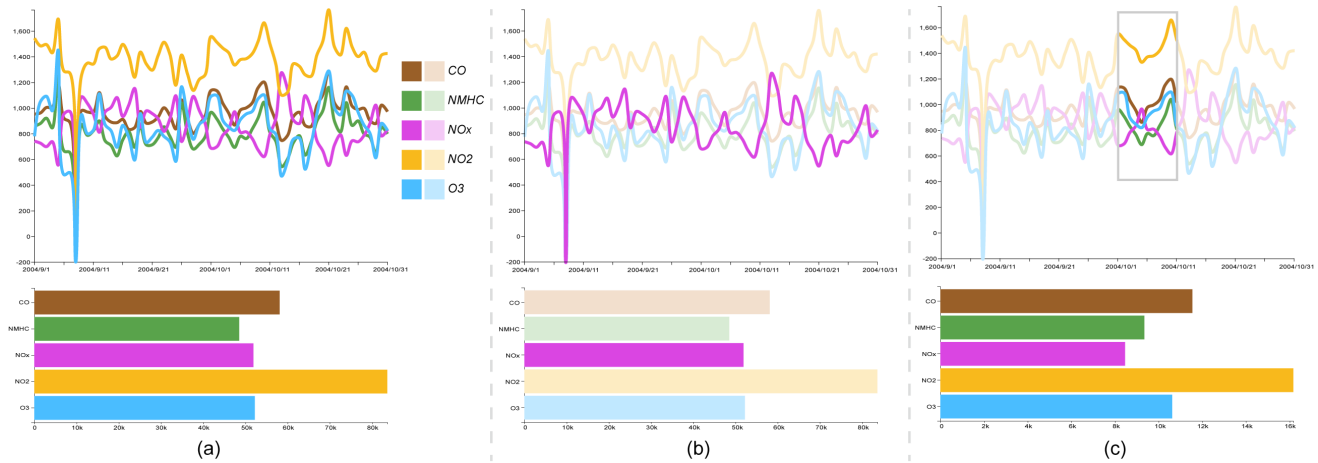 1,600
1,400
1,200
1,000
800
600
400
200
0
-200
2004/9/1 2004/9/11 2004/9/21 2004/10/1 2004/10/11 2004/10/21 2004/10/31
CO
NMHC
NOx
NO2
O3
CO
NMHC
NOx
NO2
O3
0 10k 20k 30k 40k 50k 60k 70k 80k
(a)
1,600
1,400
1,200
1,000
800
600
400
200
0
-200
2004/9/1 2004/9/11 2004/9/21 2004/10/1 2004/10/11 2004/10/21 2004/10/31
CO
NMHC
NOx
NO2
O3
0 10k 20k 30k 40k 50k 60k 70k 80k
(b)
1,600
1,400
1,200
1,000
800
600
400
200
0
-200
2004/9/1 2004/9/11 2004/9/21 2004/10/1 2004/10/11 2004/10/21 2004/10/31
CO
NMHC
NOx
NO2
O3
0 2k 4k 6k 8k 10k 12k 14k 16k
(c)